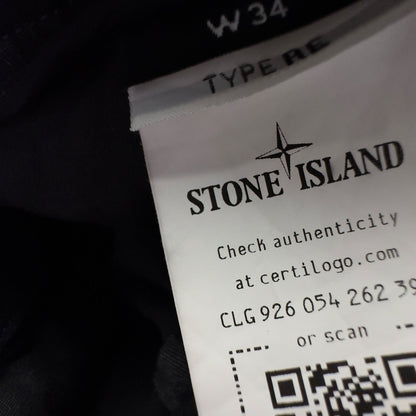 W 34
TYPE RE
STONE ISLAND
Check authenticity
at certilogo.com
CLG 926 054 262 39
or scan